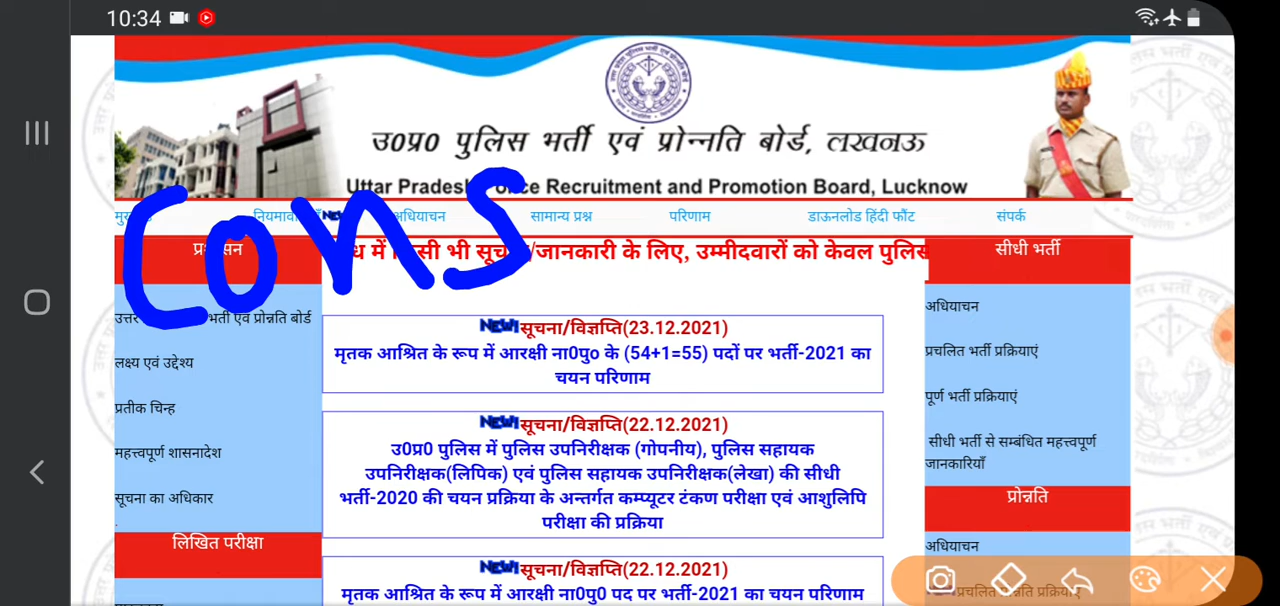 10:34
उ0प्र0 पुलिस भर्ती एवं प्रोन्नति बोर्ड, लखनऊ
Uttar Pradesh Recruitment and Promotion Board, Lucknow
cons
अधियाचन सामान्य प्रश्न परिणाम डाऊनलोड हिंदी फौंट संपर्क
में भी जानकारी के लिए, उम्मीदवारों को केवल पुलिस
भर्ती एवं प्रोन्नति बोर्ड
लक्ष्य एवं उद्देश्य
प्रतीक चिन्ह
महत्त्वपूर्ण शासनादेश
सूचना का अधिकार
लिखित परीक्षा
NEW! सूचना/विज्ञप्ति(23.12.2021)
मृतक आश्रित के रूप में आरक्षी ना0पुo के (54+1=55) पदों पर भर्ती-2021 का
चयन परिणाम
NEW! सूचना/विज्ञप्ति(22.12.2021)
उ0प्र0 पुलिस में पुलिस उपनिरीक्षक (गोपनीय), पुलिस सहायक
उपनिरीक्षक(लिपिक) एवं पुलिस सहायक उपनिरीक्षक(लेखा) की सीधी
भर्ती-2020 की चयन प्रक्रिया के अन्तर्गत कम्प्यूटर टंकण परीक्षा एवं आशुलिपि
परीक्षा की प्रक्रिया
NEW! सूचना/विज्ञप्ति(22.12.2021)
मृतक आश्रित के रूप में आरक्षी ना0पु0 पद पर भर्ती-2021 का चयन परिणाम
सीधी भर्ती
अधियाचन
प्रचलित भर्ती प्रक्रियाएं
पूर्ण भर्ती प्रक्रियाएं
सीधी भर्ती से सम्बंधित महत्त्वपूर्ण
जानकारियाँ
प्रोन्नति
अधियाचन
प्रचलित प्रोन्नति प्रक्रियाएं